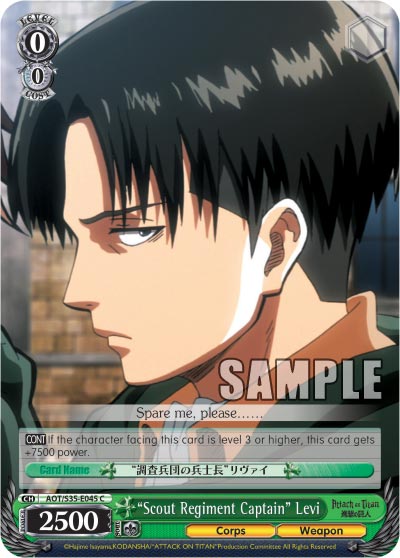 LEVEL
0
0
COST
SAMPLE
Spare me, please……
CONT If the character facing this card is level 3 or higher, this card gets
+7500 power.
Card Name "調査兵団の兵士長"リヴァイ
CH AOT/S35-E045 C
"Scout Regiment Captain" Levi
Attack on Titan
進撃の巨人
POWER 2500 SOUL
Corps Weapon
©Hajime Isayama,KODANSHA/"ATTACK ON TITAN"Production Committee All Rights Reserved